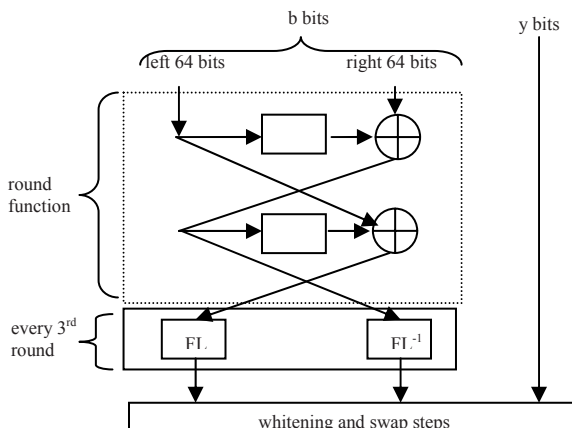 b bits
y bits
left 64 bits
right 64 bits
round
function
every 3rd
round
FL
FL-1
whitening and swap steps